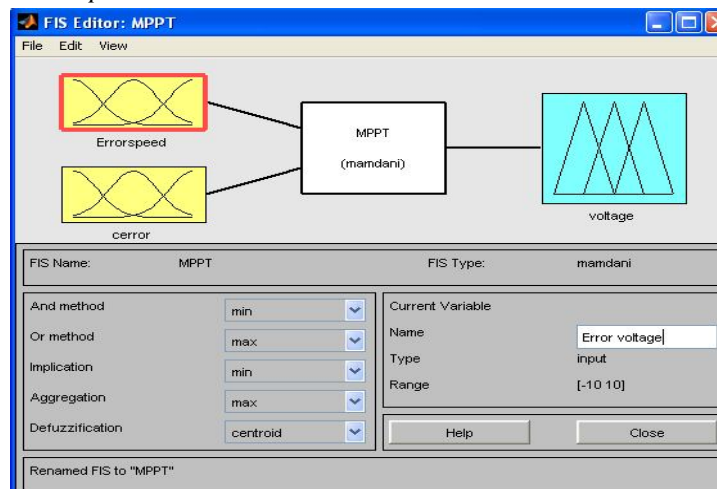 FIS Editor: MPPT
File Edit View
Errorspeed
cerror
MPPT
(mamdani)
voltage
FIS Name: MPPT FIS Type: mamdani
And method min
Or method max
Implication min
Aggregation max
Defuzzification centroid
Current Variable
Name Error voltage
Type input
Range [-10 10]
Help Close
Renamed FIS to "MPPT"